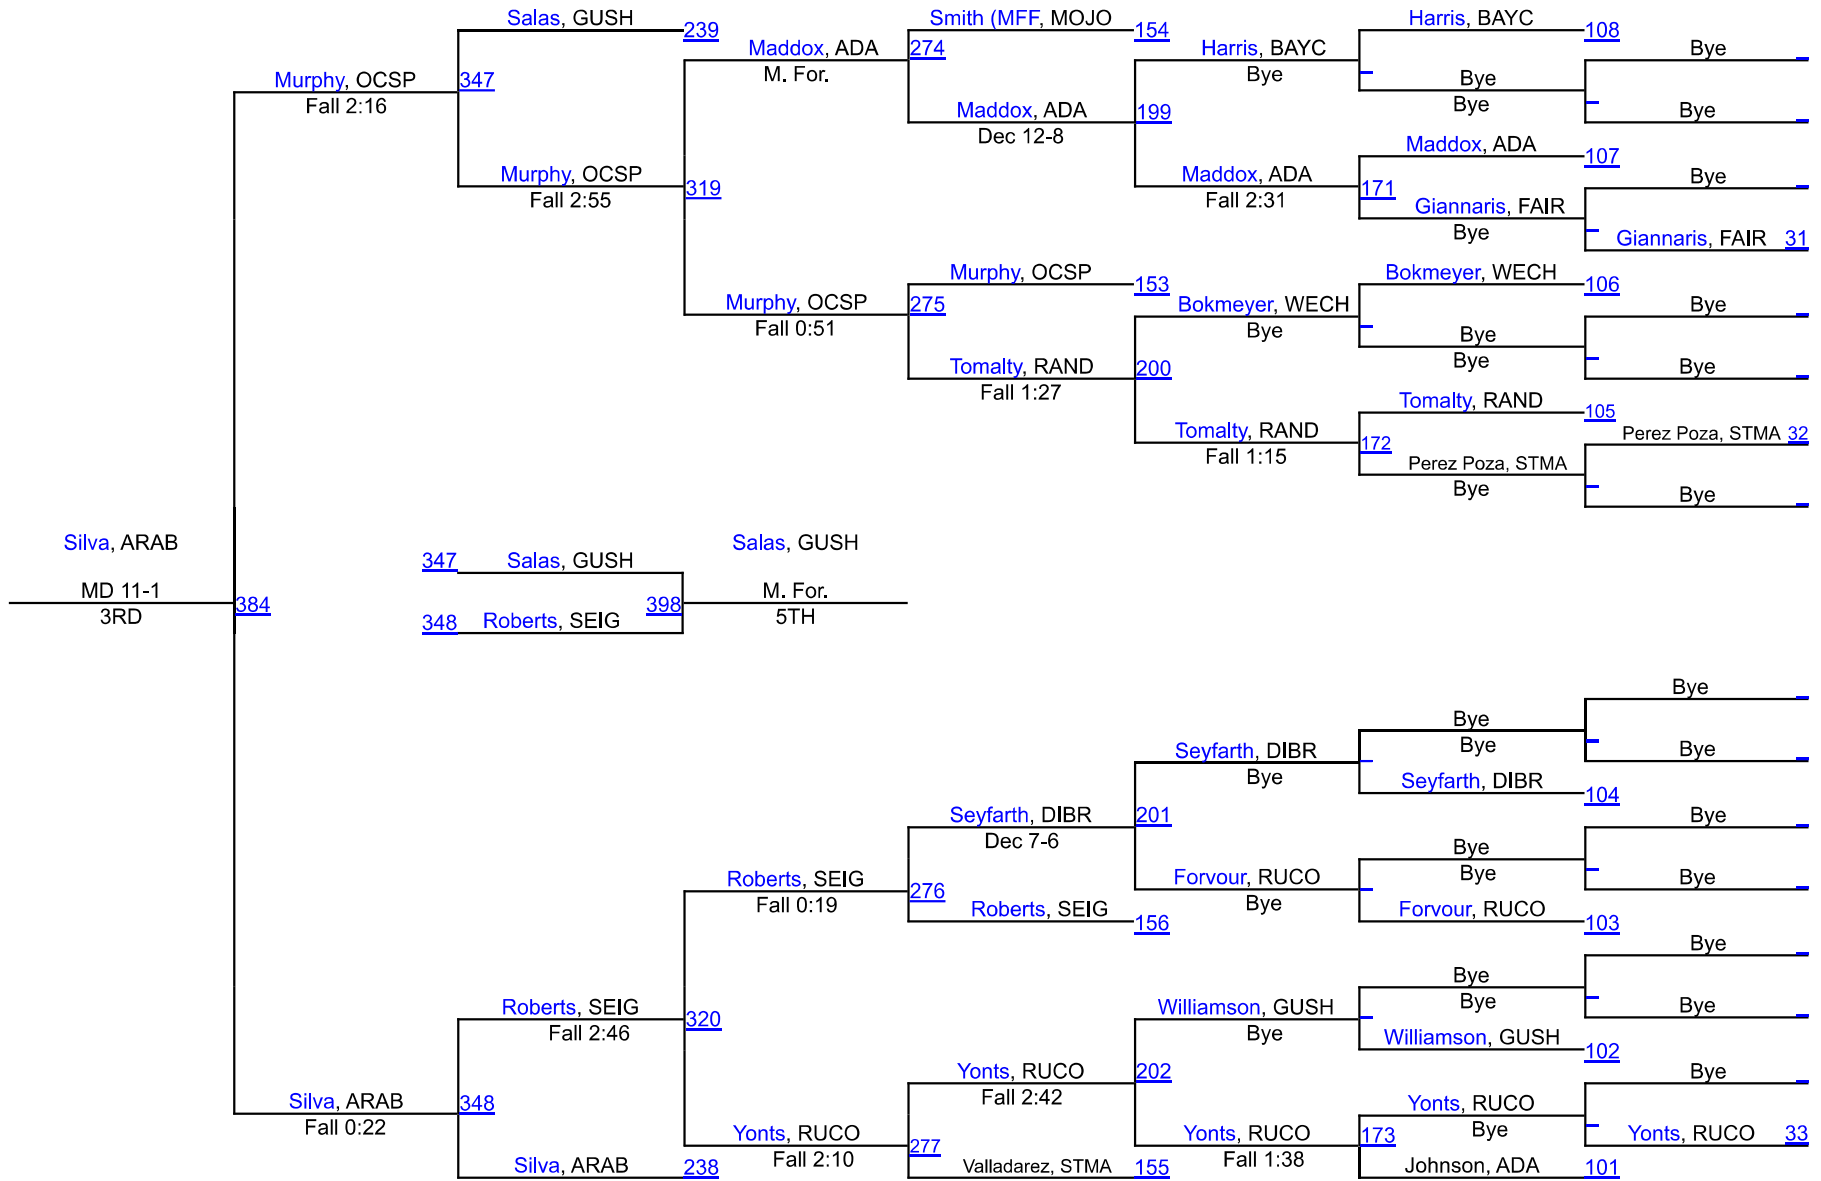 Salas, GUSH
239
Smith (MFF, MOJO
154
Harris, BAYC
108
Maddox, ADA
M. For.
274
Harris, BAYC
Bye
Bye
Murphy, OCSP
Fall 2:16
347
Bye
Bye
Maddox, ADA
Dec 12-8
199
Bye
Maddox, ADA
107
Murphy, OCSP
Fall 2:55
319
Maddox, ADA
Fall 2:31
171
Bye
Giannaris, FAIR
Bye
Giannaris, FAIR 31
Murphy, OCSP
153
Bokmeyer, WECH
106
Murphy, OCSP
Fall 0:51
275
Bokmeyer, WECH
Bye
Bye
Bye
Bye
Tomalty, RAND
Fall 1:27
200
Bye
Tomalty, RAND
105
Tomalty, RAND
Fall 1:15
172
Perez Poza, STMA 32
Perez Poza, STMA
Bye
Bye
Silva, ARAB
MD 11-1
3RD
384
347
Salas, GUSH
Salas, GUSH
M. For.
5TH
398
348
Roberts, SEIG
Bye
Bye
Bye
Seyfarth, DIBR
Bye
Bye
Seyfarth, DIBR
104
Seyfarth, DIBR
Dec 7-6
201
Bye
Bye
Bye
Roberts, SEIG
Fall 0:19
276
Forvour, RUCO
Bye
Bye
Roberts, SEIG
156
Forvour, RUCO
103
Bye
Roberts, SEIG
Fall 2:46
320
Williamson, GUSH
Bye
Bye
Bye
Bye
Williamson, GUSH
102
Yonts, RUCO
Fall 2:42
202
Bye
Silva, ARAB
Fall 0:22
348
Yonts, RUCO
Bye
Yonts, RUCO
Fall 2:10
277
Yonts, RUCO
Fall 1:38
173
Yonts, RUCO 33
Silva, ARAB
238
Valladarez, STMA
155
Johnson, ADA
101